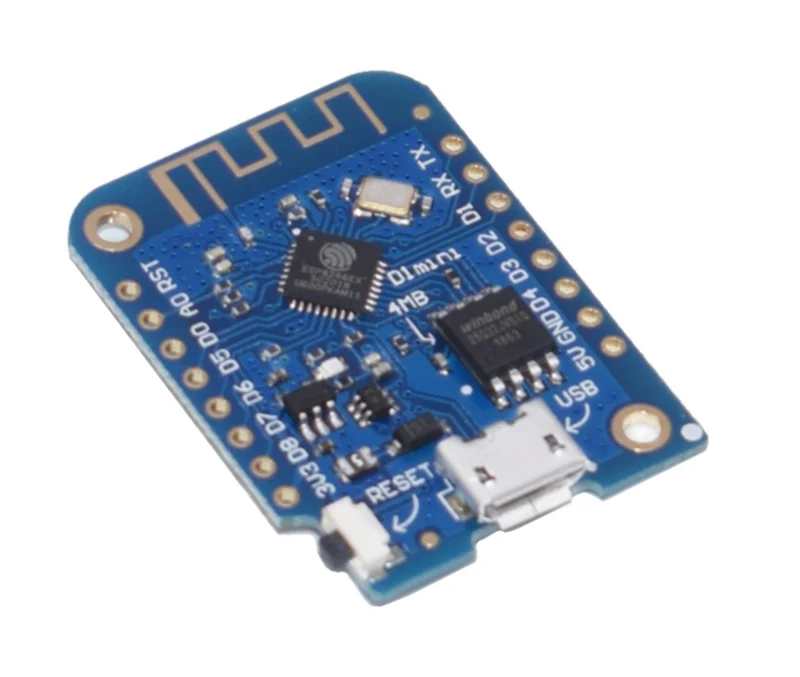 TX
RX
D1
D2
D3
D4
GND
5V
RST
A0
D0
D5
D6
D7
D8
3V3
ESP8266EX
D1mini
4MB
winbond
USB
RESET